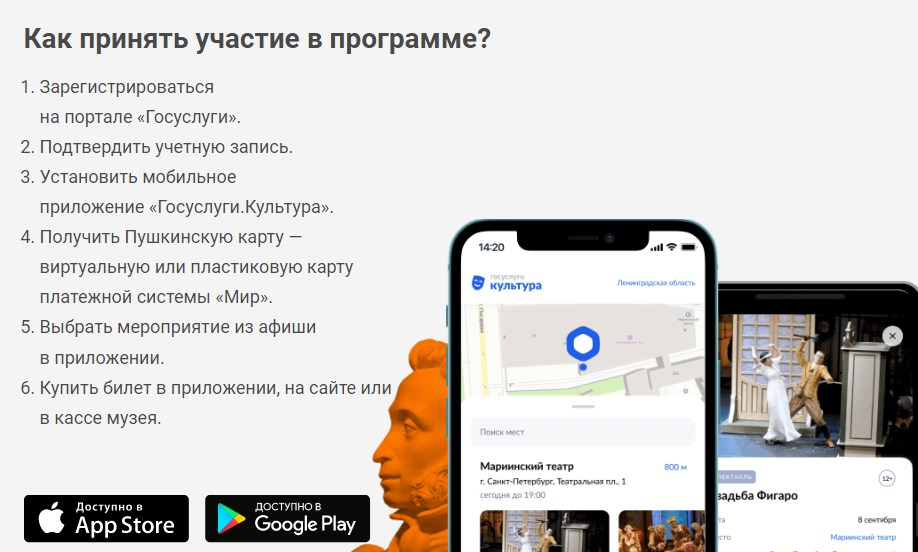 Как принять участие в программе?
1. Зарегистрироваться
на портале «Госуслуги».
2. Подтвердить учетную запись.
3. Установить мобильное
приложение «Госуслуги.Культура».
4. Получить Пушкинскую карту —
виртуальную или пластиковую карту
платежной системы «Мир».
5. Выбрать мероприятие из афиши
в приложении.
6. Купить билет в приложении, на сайте или
в кассе музея.
Доступно в
App Store
ДОСТУПНО В
Google Play
14:20
госуслуги
культура
Ленинградская область
Поиск мест
Мариинский театр
800 м
г. Санкт-Петербург, Театральная пл., 1
сегодня до 19:00
ПЕКТАКЛЬ
12+
вадьба Фигаро
та
8 сентября
есто
Мариинский театр